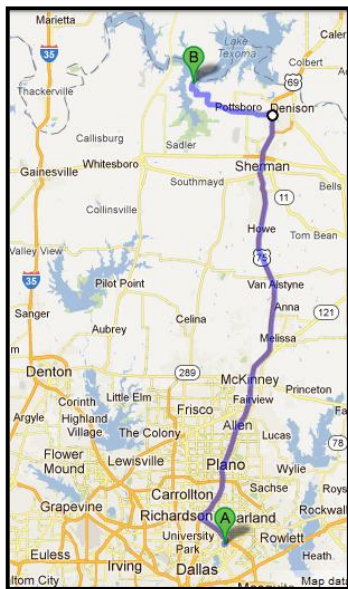 Marietta
Lake
Texoma
Caler
35
B
Colbert
69
Thackerville
Pottsboro
Denison
Callisburg
Sadler
Whitesboro
Sherman
Gainesville
Southmayd
Bells
11
Collinsville
Howe
Tom Bean
Valley View
75
35
Van Alstyne
Pilot Point
Anna
121
Sanger
Celina
Aubrey
Melissa
Denton
289
McKinney
Little Elm
Princeton
Corinth
Frisco
Fairview
Argyle
Highland
Village
Allen
The Colony
Lucas
78
Flower
Mound
Lewisville
Plano
Wylie
Sachse
Roys
Carrollton
Grapevine
Richardson
A
arland
Rockwall
University
Park
Rowlett
Euless
Heath
Irving
Dallas
lton City
Mesquite
Map data